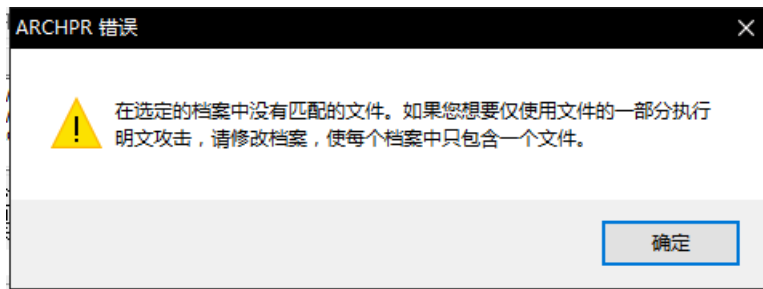 ARCHPR 错误
在选定的档案中没有匹配的文件。如果您想要仅使用文件的一部分执行
明文攻击，请修改档案，使每个档案中只包含一个文件。
确定